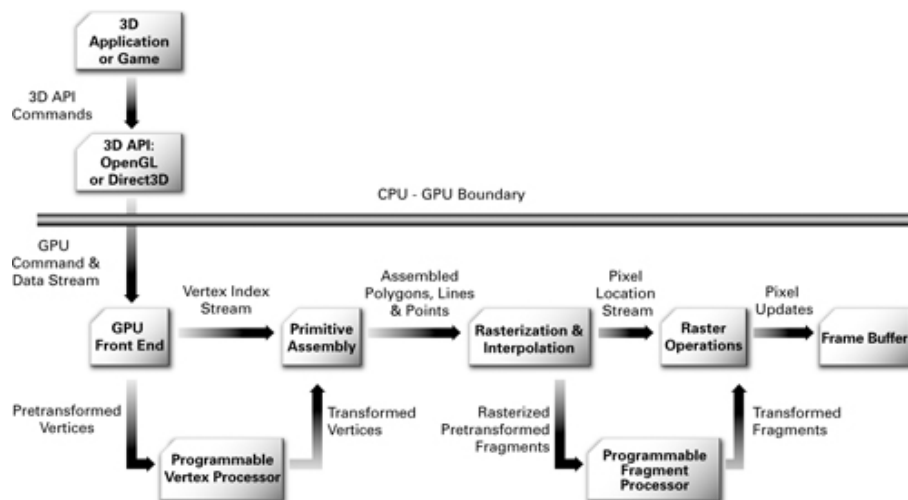 3D
Application
or Game
3D API
Commands
3D API:
OpenGL
or Direct3D
CPU - GPU Boundary
GPU
Command &
Data Stream
Vertex Index
Stream
Assembled
Polygons, Lines
& Points
Pixel
Location
Stream
Pixel
Updates
GPU
Front End
Primitive
Assembly
Rasterization &
Interpolation
Raster
Operations
Frame Buffer
Pretransformed
Vertices
Transformed
Vertices
Rasterized
Pretransformed
Fragments
Transformed
Fragments
Programmable
Vertex Processor
Programmable
Fragment
Processor